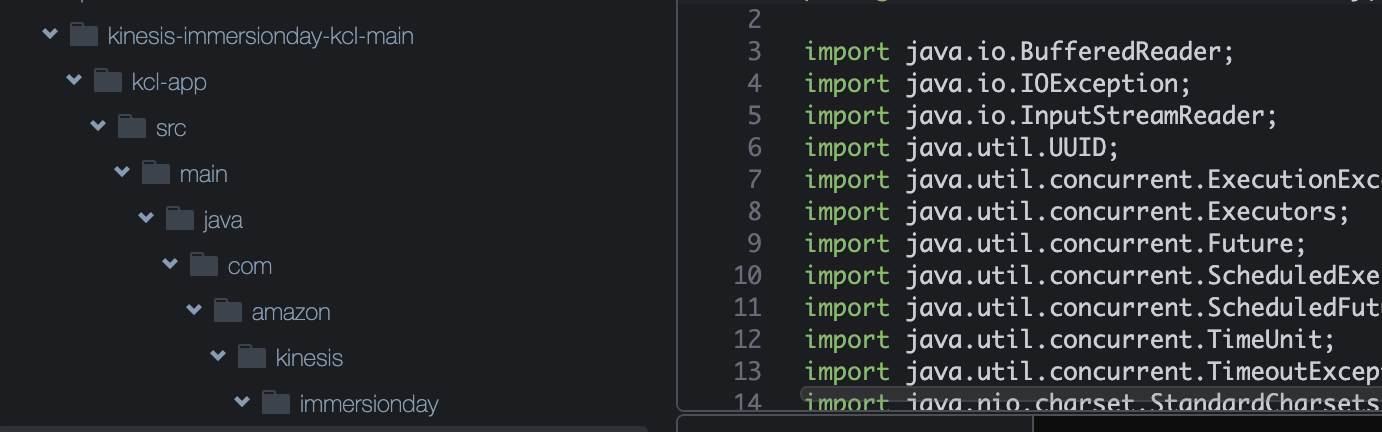 kinesis-immersionday-kcl-main
kcl-app
src
main
java
com
amazon
kinesis
immersionday
2
3 import java.io.BufferedReader;
4 import java.io.IOException;
5 import java.io.InputStreamReader;
6 import java.util.UUID;
7 import java.util.concurrent.ExecutionExc
8 import java.util.concurrent.Executors;
9 import java.util.concurrent.Future;
10 import java.util.concurrent.ScheduledExe
11 import java.util.concurrent.ScheduledFut
12 import java.util.concurrent.TimeUnit;
13 import java.util.concurrent.TimeoutExcep
14 import java.nio.charset.StandardCharsets